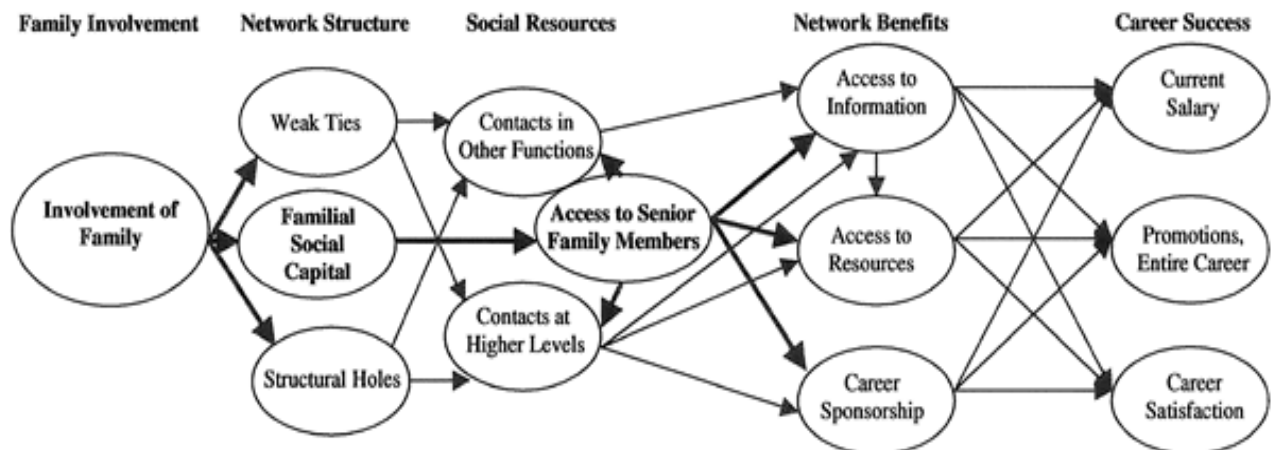 Family Involvement
Network Structure
Social Resources
Network Benefits
Career Success
Involvement of
Family
Weak Ties
Familial
Social
Capital
Structural Holes
Contacts in
Other Functions
Access to Senior
Family Members
Contacts at
Higher Levels
Access to
Information
Access to
Resources
Career
Sponsorship
Current
Salary
Promotions,
Entire Career
Career
Satisfaction